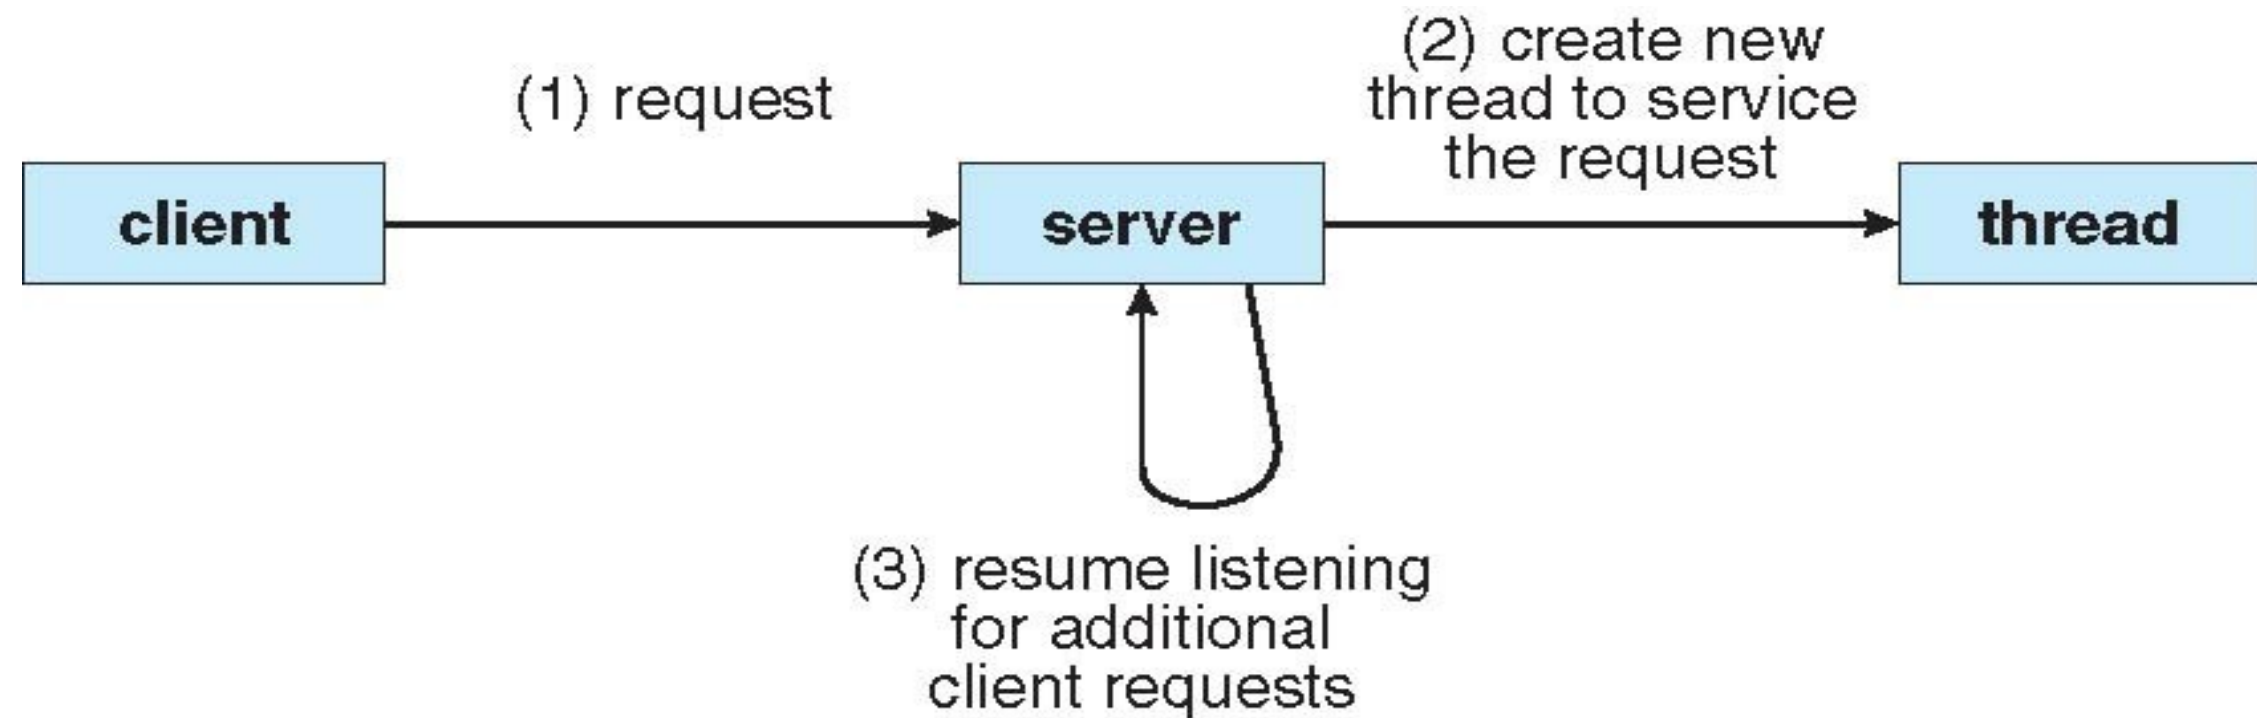 (1) request
(2) create new
thread to service
the request
client
server
thread
(3) resume listening
for additional
client requests